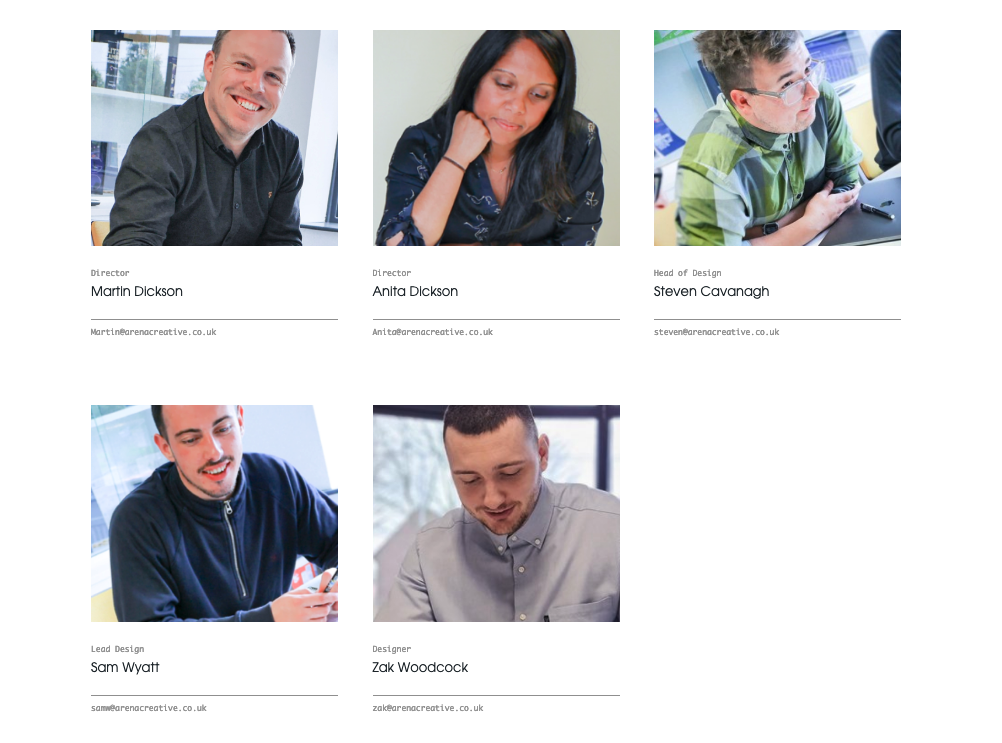 Director
Martin Dickson
Martin@arenacreative.co.uk
Director
Anita Dickson
Anita@arenacreative.co.uk
Head of Design
Steven Cavanagh
steven@arenacreative.co.uk
Lead Design
Sam Wyatt
samw@arenacreative.co.uk
Designer
Zak Woodcock
zak@arenacreative.co.uk